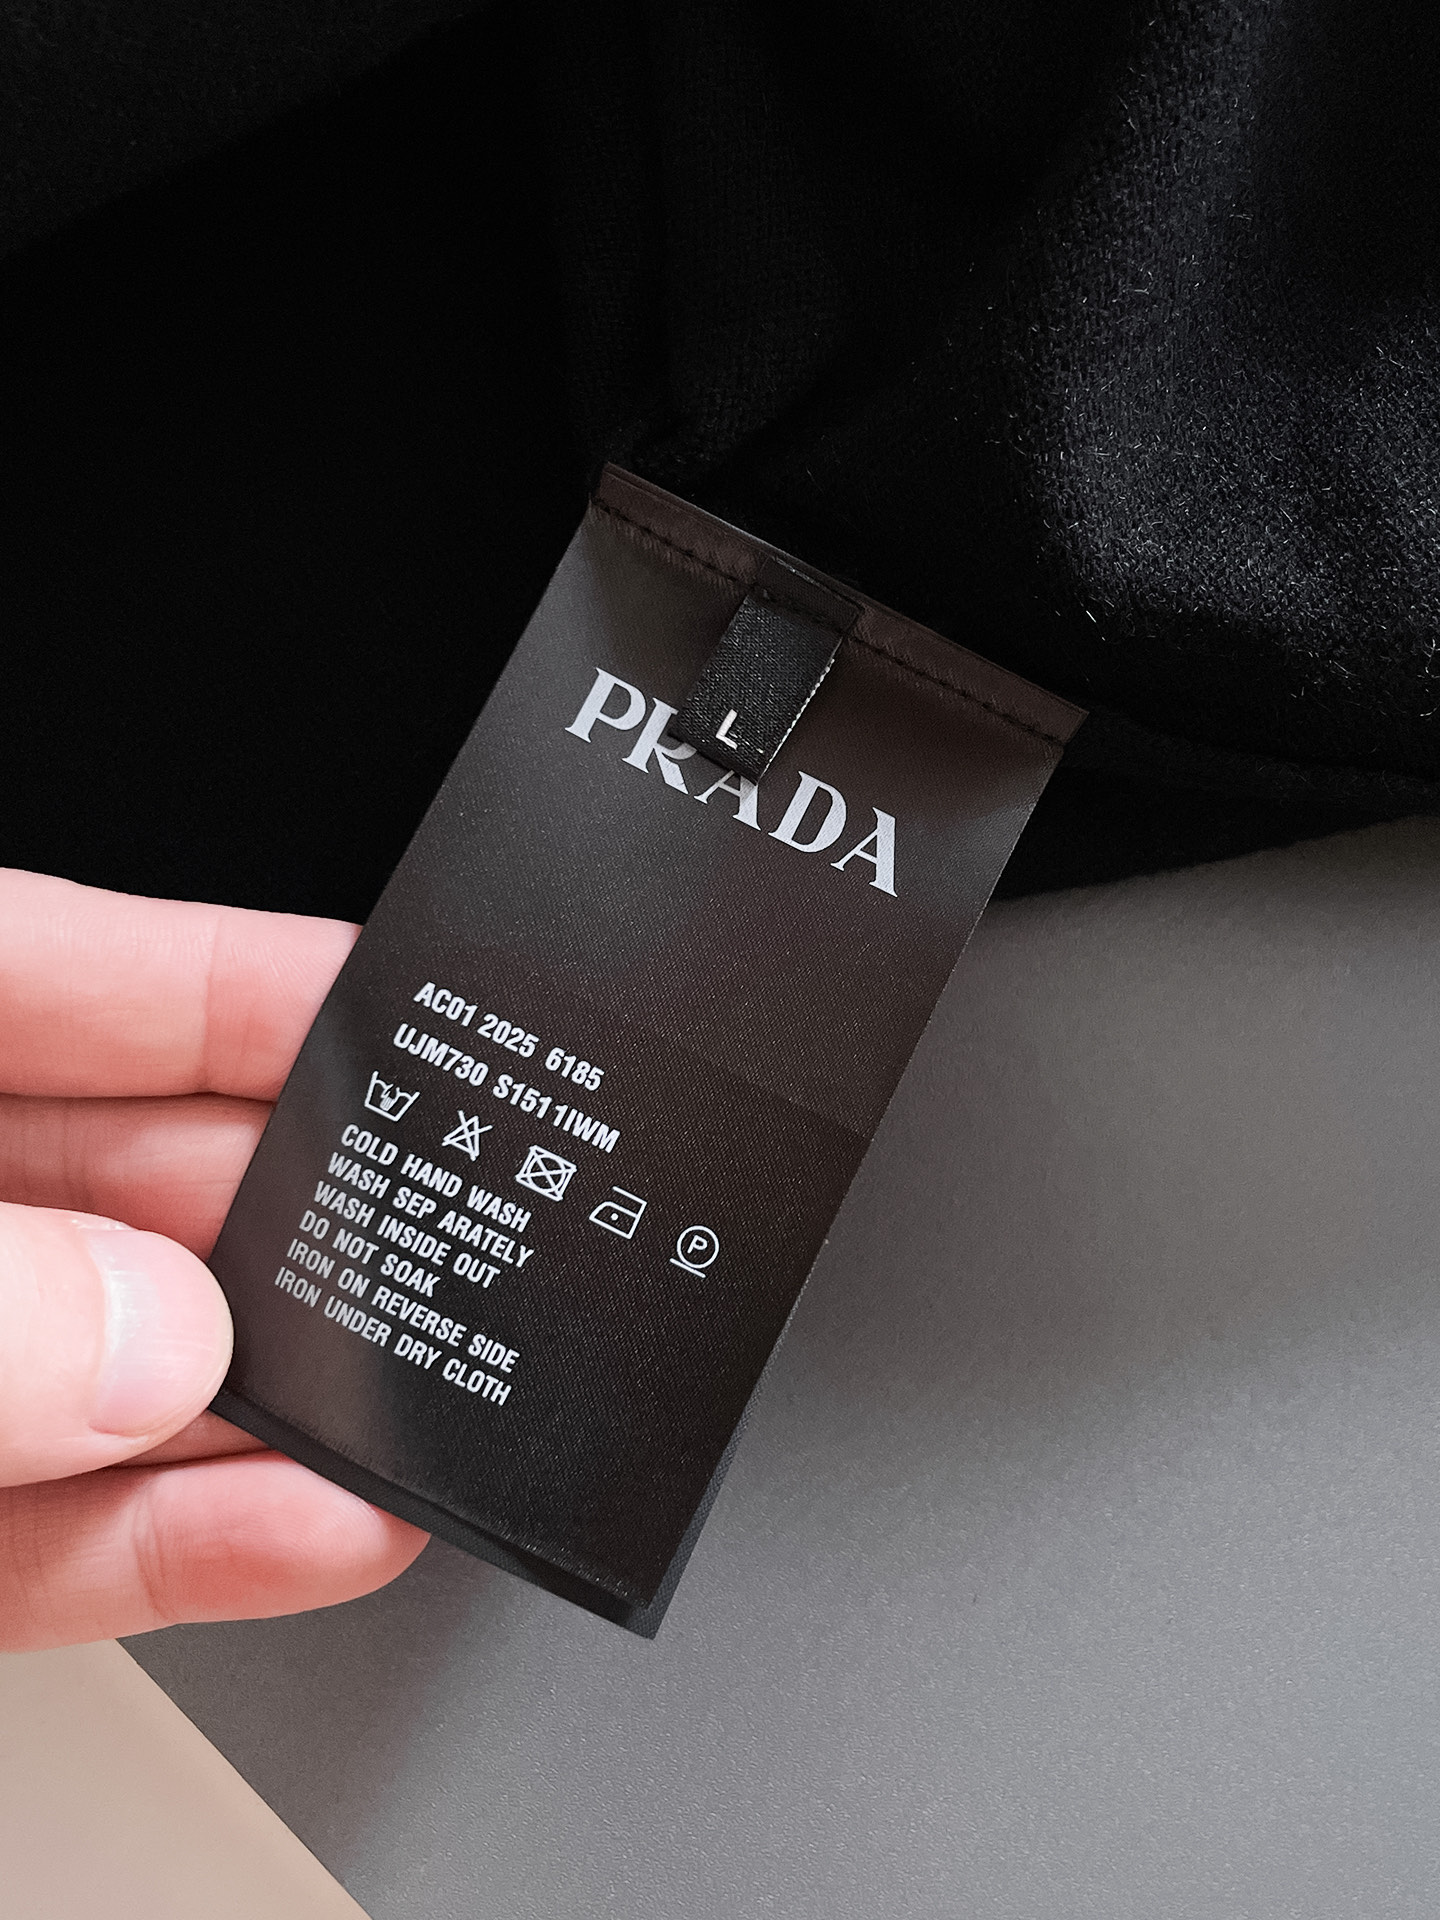 L
PRADA
AC01 2025 6185
UJM730 S1511IWM
P
COLD HAND WASH
WASH SEP ARATELY
WASH INSIDE OUT
DO NOT SOAK
IRON ON REVERSE SIDE
IRON UNDER DRY CLOTH